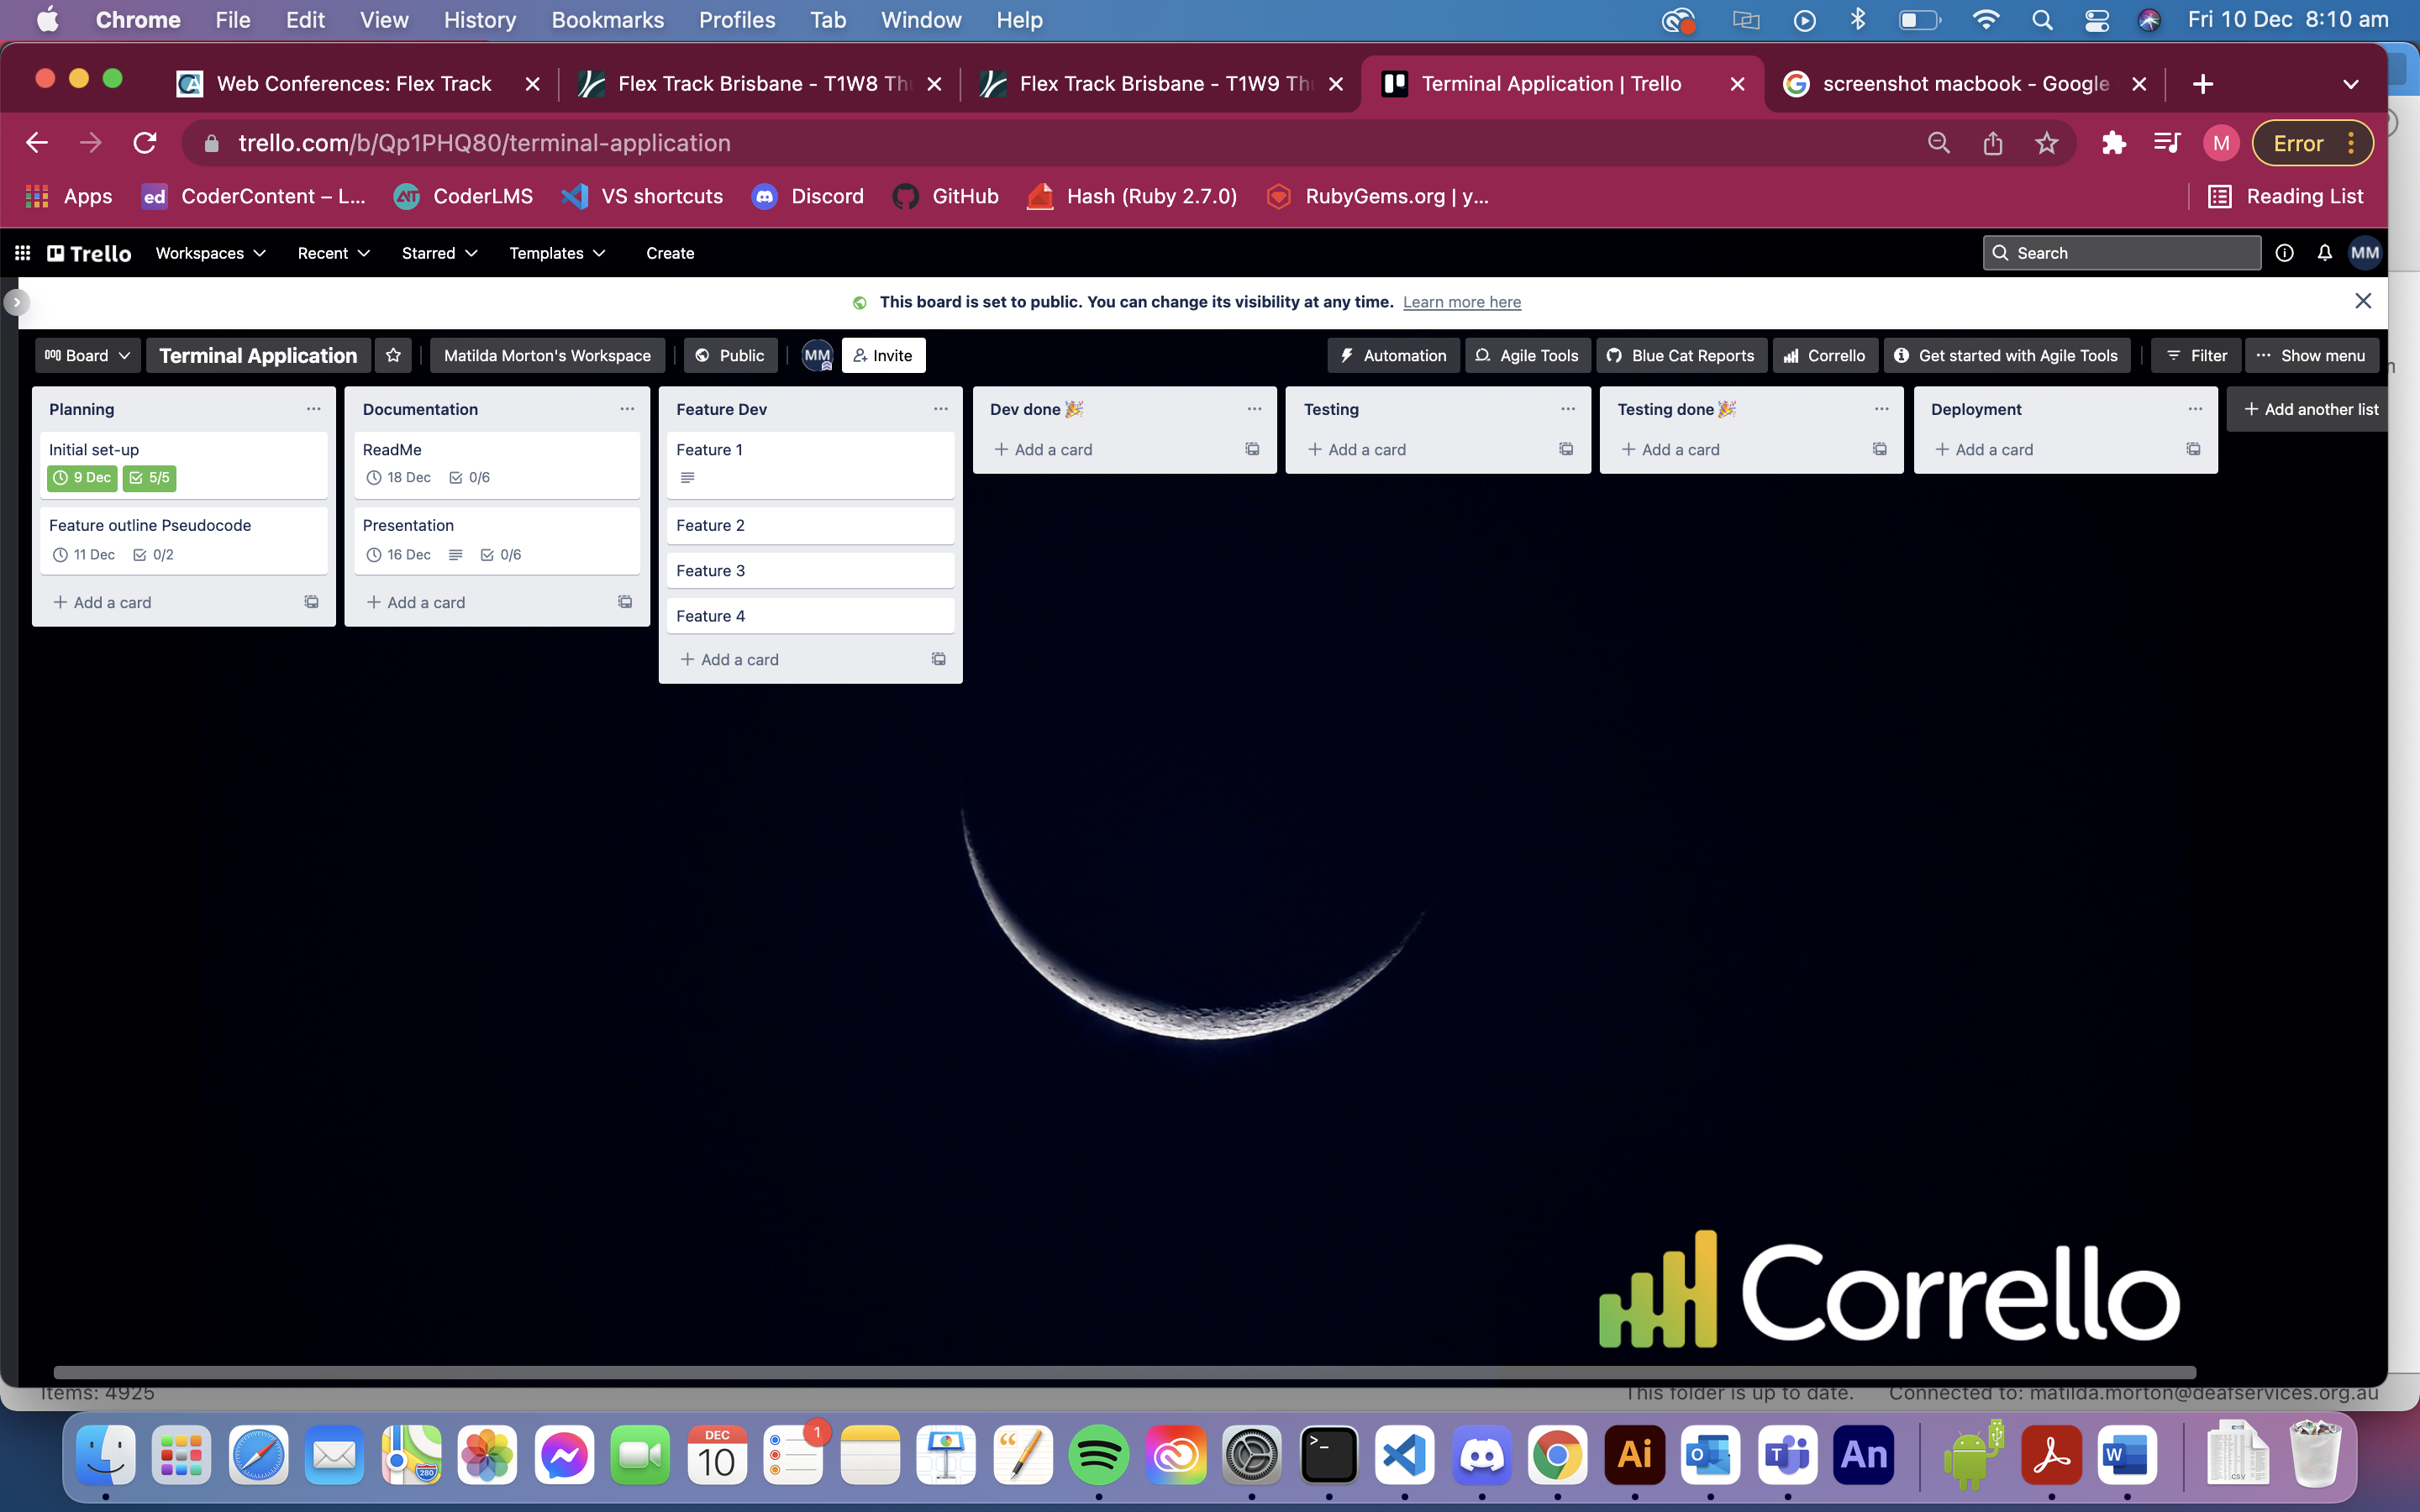 Chrome File Edit View History Bookmarks Profiles Tab Window Help Fri 10 Dec 8:10 am
Web Conferences: Flex Track Flex Track Brisbane - T1W8 Th Flex Track Brisbane - T1W9 Th Terminal Application | Trello screenshot macbook - Google
trello.com/b/Qp1PHQ80/terminal-application M Error
Apps ed CoderContent – L... CoderLMS VS shortcuts Discord GitHub Hash (Ruby 2.7.0) RubyGems.org | y... Reading List
Trello Workspaces Recent Starred Templates Create Search MM
This board is set to public. You can change its visibility at any time. Learn more here
Board Terminal Application Matilda Morton's Workspace Public MM Invite Automation Agile Tools Blue Cat Reports Corrello Get started with Agile Tools Filter Show menu
Planning
Initial set-up
9 Dec 5/5
Feature outline Pseudocode
11 Dec 0/2
+ Add a card
Documentation
ReadMe
18 Dec 0/6
Presentation
16 Dec 0/6
+ Add a card
Feature Dev
Feature 1
Feature 2
Feature 3
Feature 4
+ Add a card
Dev done 🎉
+ Add a card
Testing
+ Add a card
Testing done 🎉
+ Add a card
Deployment
+ Add a card
+ Add another list
Corrello
Items: 4925 This folder is up to date. Connected to: matilda.morton@deafservices.org.au
DEC
10
1
280
>_
Ai
O
T
An
W
CSV